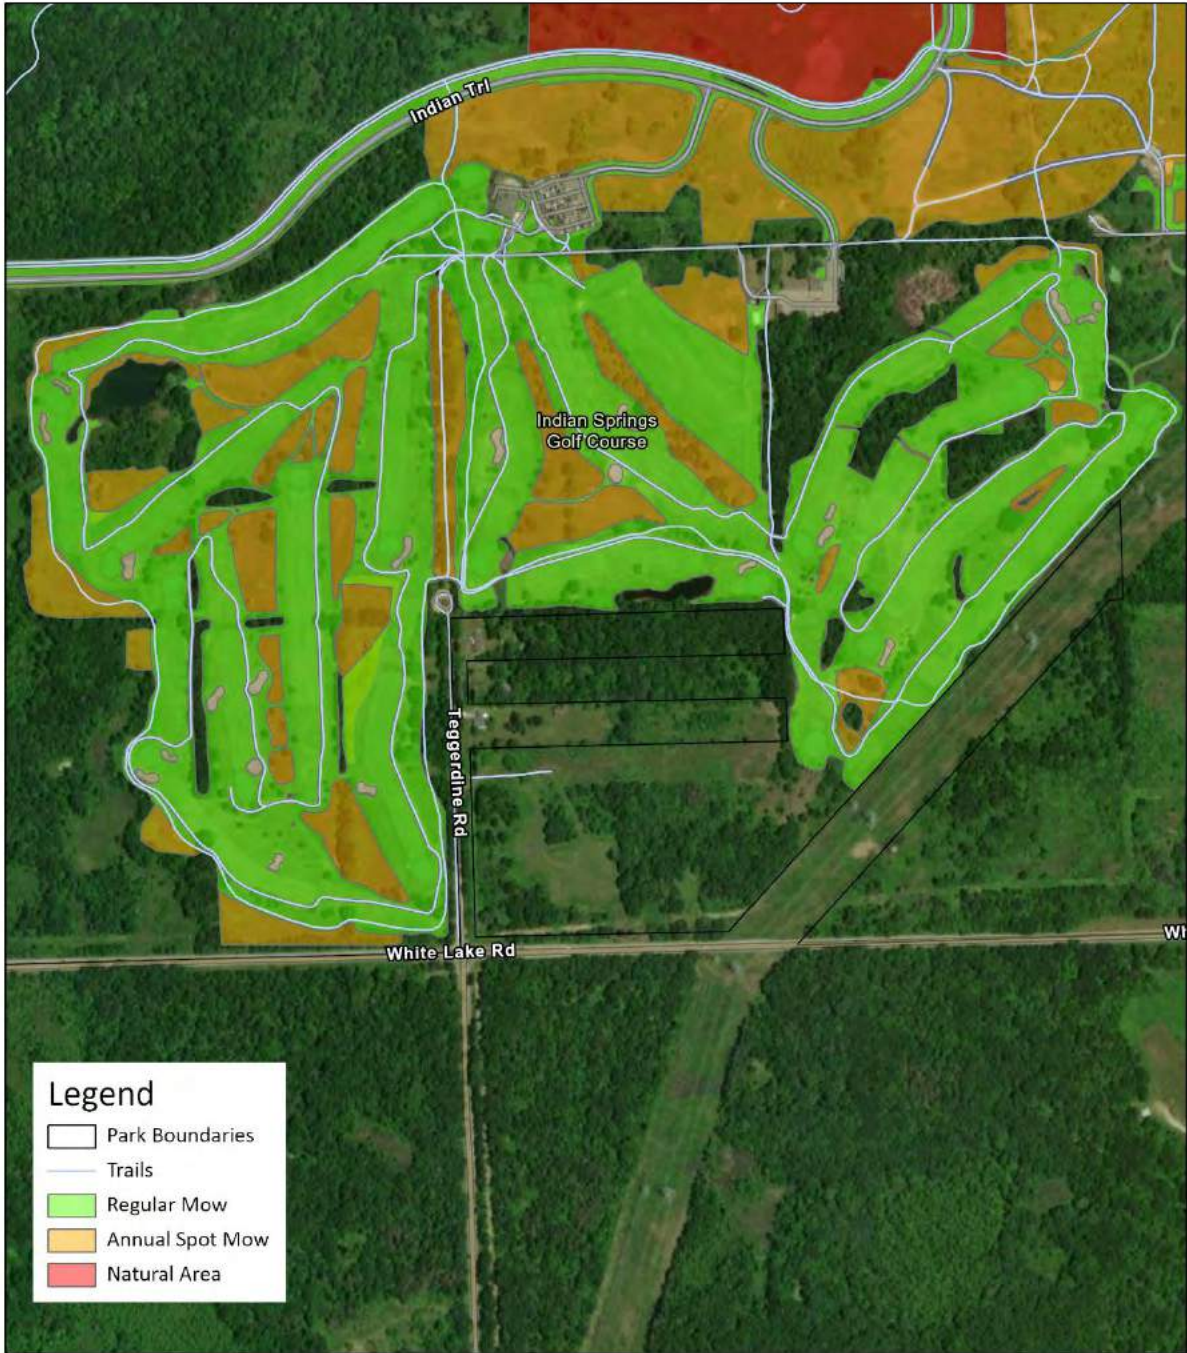 Indian Trl
Indian Springs
Golf Course
Teggerdine Rd
White Lake Rd
Wh
Legend
Park Boundaries
Trails
Regular Mow
Annual Spot Mow
Natural Area